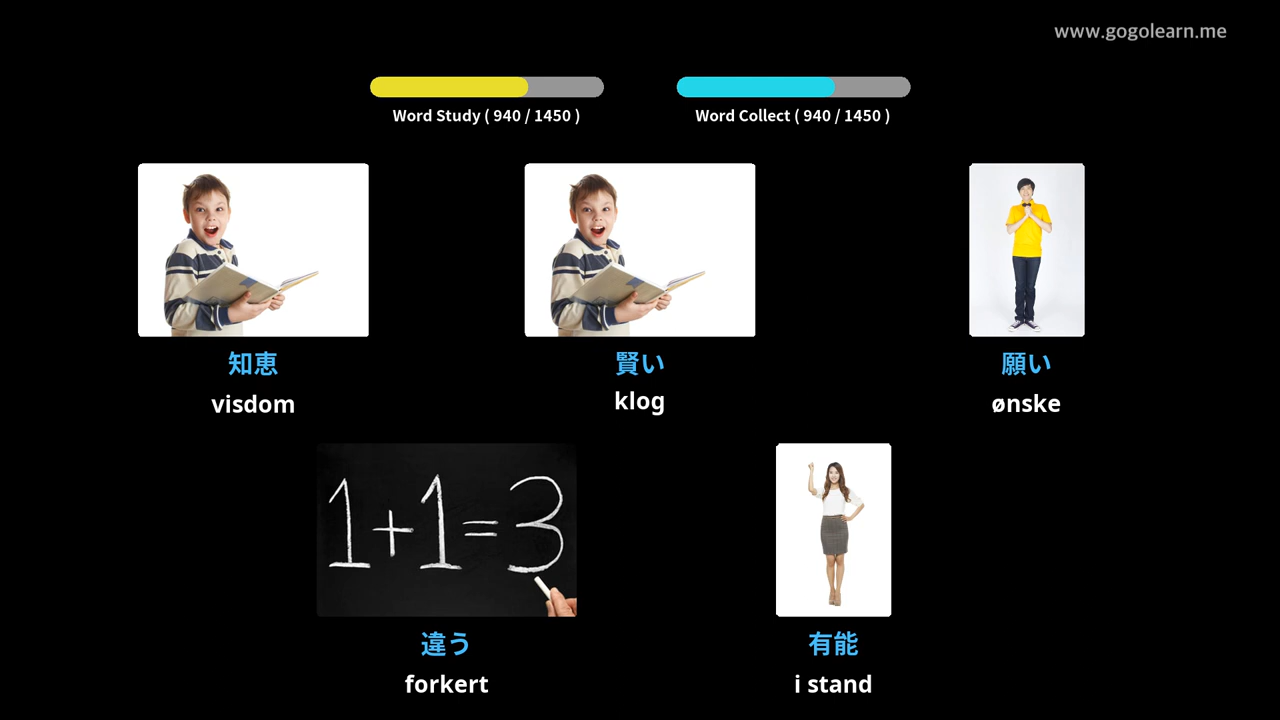 www.gogolearn.me
Word Study ( 940 / 1450 )
Word Collect ( 940 / 1450 )
知恵
visdom
賢い
klog
願い
ønske
1+1=3
違う
forkert
有能
i stand